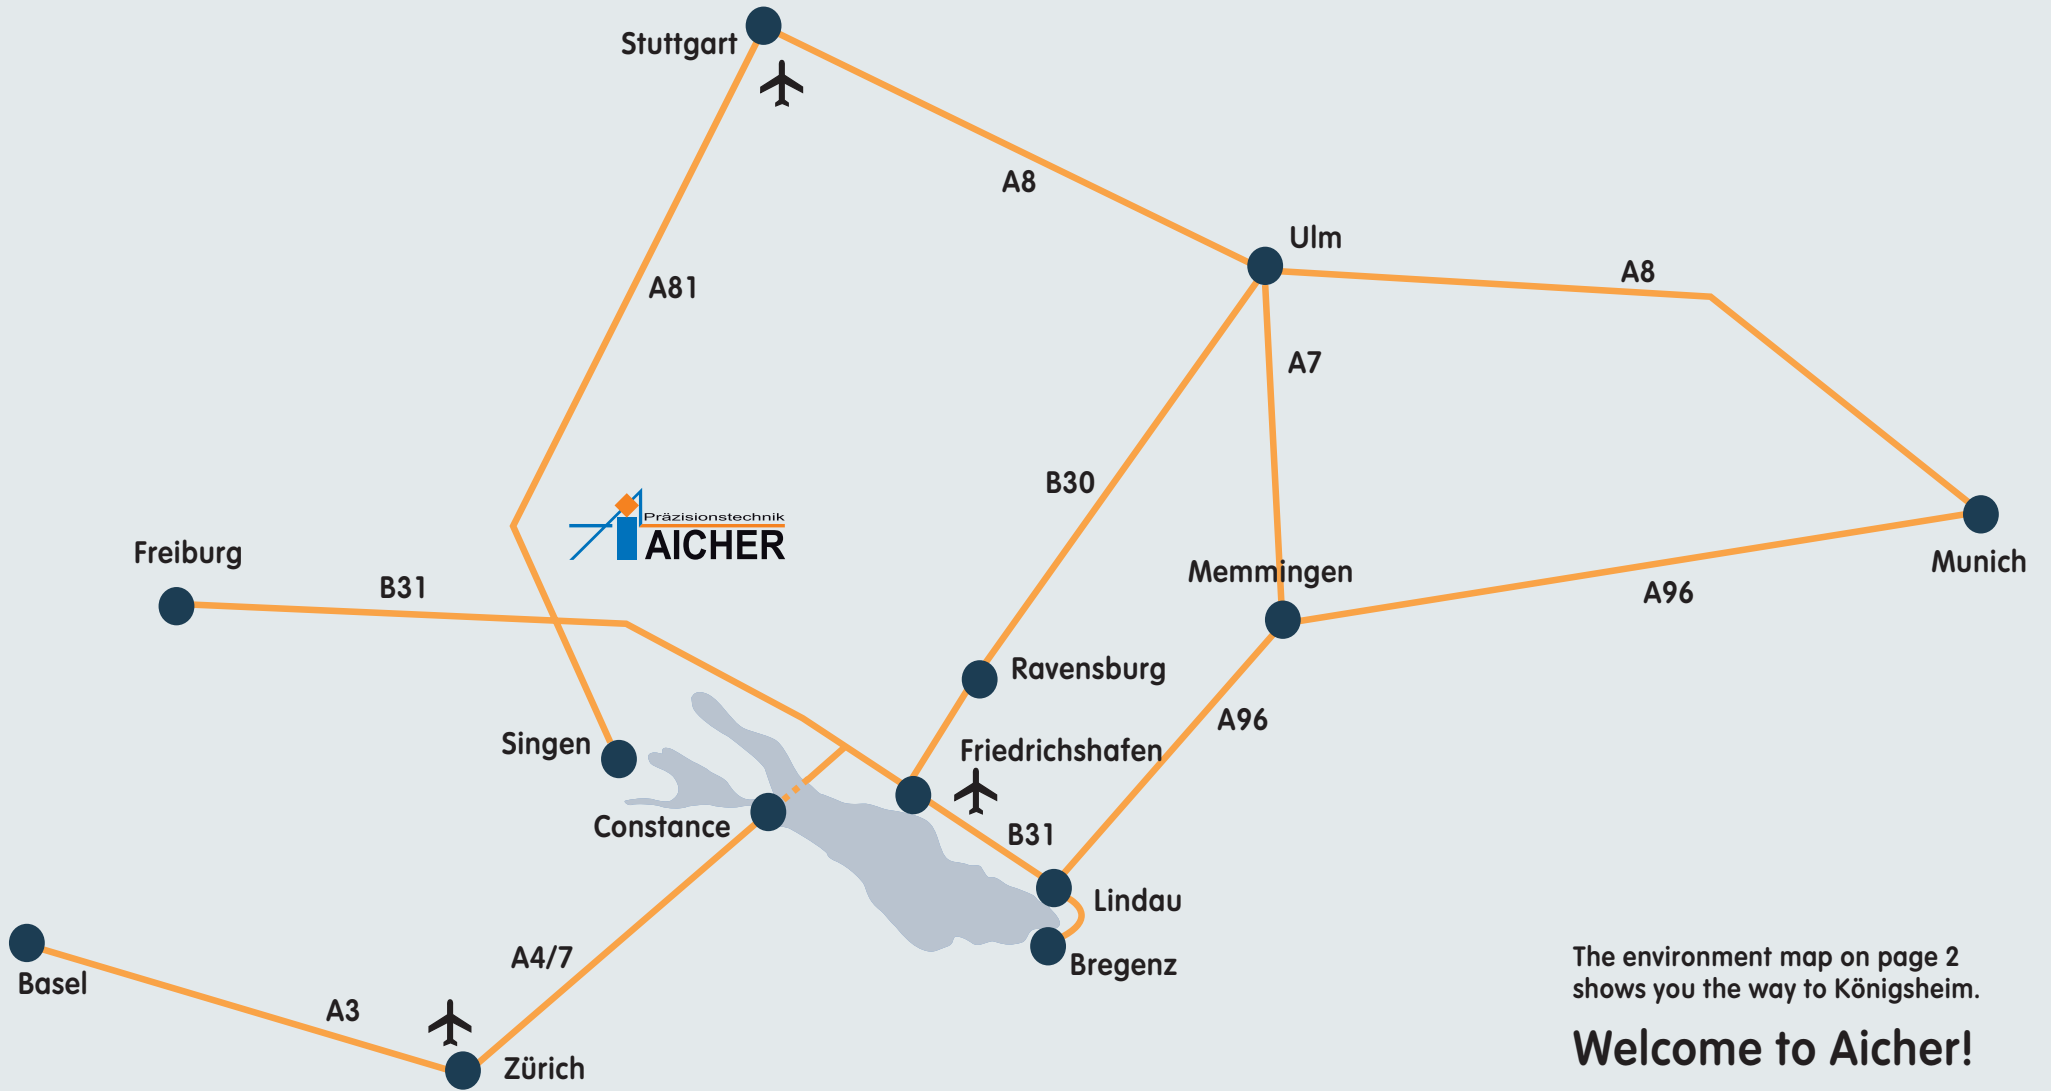 Stuttgart
A8
Ulm
A8
A81
A7
B30
Präzisionstechnik
AICHER
Freiburg
B31
Memmingen
Munich
A96
Ravensburg
A96
Singen
Friedrichshafen
Constance
B31
Lindau
A4/7
Bregenz
Basel
A3
Zürich
The environment map on page 2
shows you the way to Königsheim.
Welcome to Aicher!